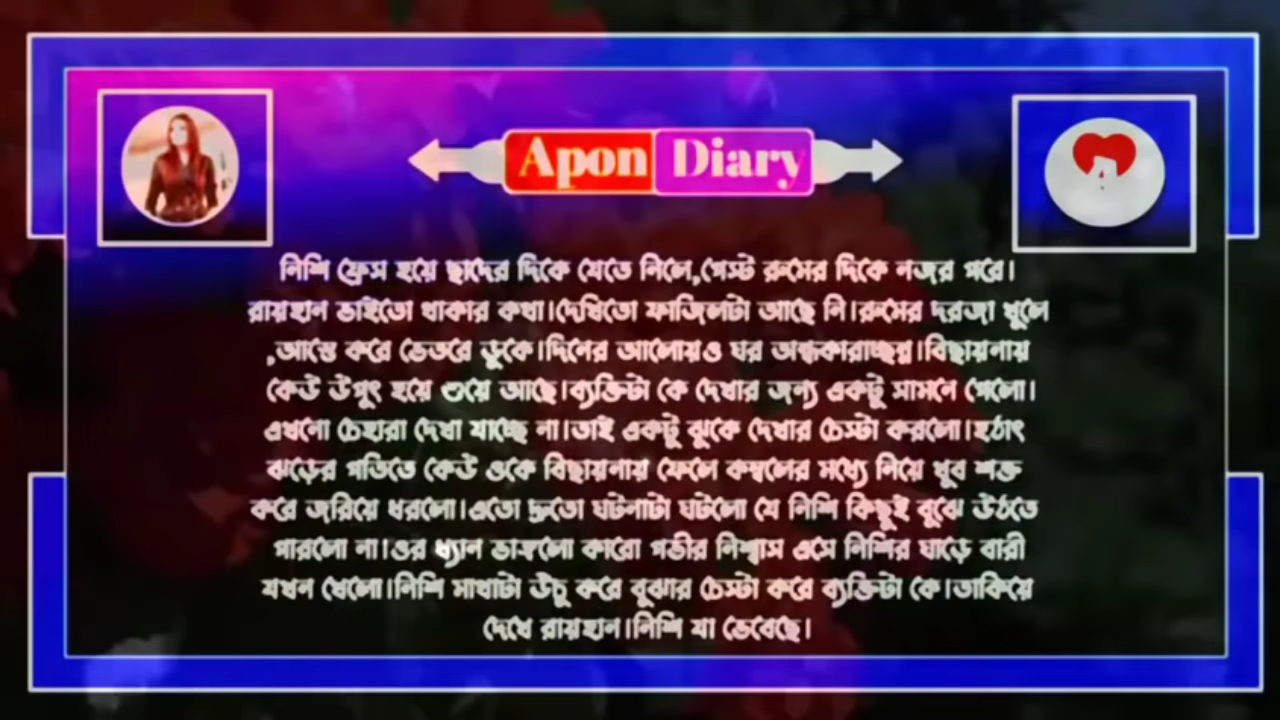 Apon Diary
নিশি ফ্রেস হয়ে ছাদের দিকে যেতে নিলে,গেস্ট রুমের দিকে নজর পরে।
রায়হান ভাইতো থাকার কথা।দেখিতো ফাজিলটা আছে নি।রুমের দরজা খুলে
,আস্তে করে ভেতরে ঢুকে।দিনের আলোয়ও ঘর অন্ধকারাচ্ছন্ন।বিছায়নায়
কেউ উপুং হয়ে শুয়ে আছে।ব্যক্তিটা কে দেখার জন্য একটু সামনে গেলো।
এখনো চেহারা দেখা যাচ্ছে না।তাই একটু ঝুকে দেখার চেস্টা করলো।হঠাৎ
ঝড়ের গতিতে কেউ ওকে বিছায়নায় ফেলে কম্বলের মধ্যে নিয়ে খুব শক্ত
করে জরিয়ে ধরলো।এতো দ্রুতো ঘটনাটা ঘটলো যে নিশি কিছুই বুঝে উঠতে
পারলো না।ওর ধ্যান ভাঙ্গলো কারো গভীর নিশ্বাস এসে নিশির ঘাড়ে বারী
যখন খেলো।নিশি মাথাটা উঁচু করে বুঝার চেস্টা করে ব্যক্তিটা কে।তাকিয়ে
দেখে রায়হান।নিশি যা ভেবেছে।